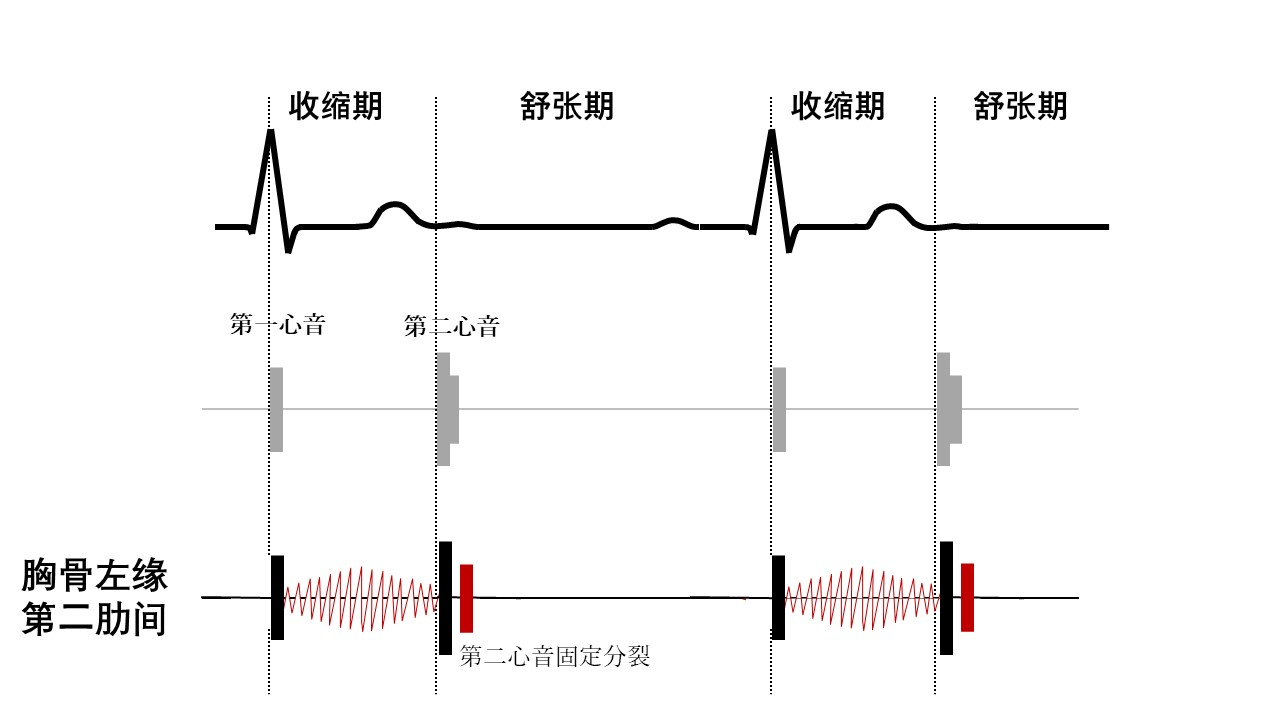 收缩期
舒张期
收缩期
舒张期
第一心音
第二心音
胸骨左缘
第二肋间
第二心音固定分裂